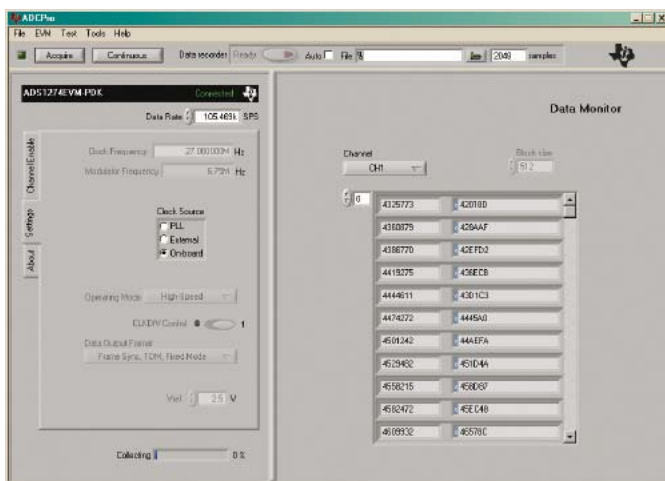 ADCPro
File EVM Test Tools Help
Acquire Continuous Data recorder Ready Auto File % 2048 samples
ADS1274EVM-PDK Connected
Data Rate 105.469k SPS
Data Monitor
Channel Enable
Settings
About
Clock Frequency 27.000000M Hz
Modulator Frequency 6.75M Hz
Clock Source
PLL
External
On-board
Operating Mode High-Speed
CLKDIV Control 0 1
Data Output Format
Frame Sync, TDM, Fixed Mode
Vref 2.5 V
Collecting 0 %
Channel
CH1
Block size
512
0
4325773 42018D
4360879
4386770 42EFD2
4419275 436ECB
4444611 43D1C3
4474272 4445A0
4501242 44AEFA
4529482 451D4A
4558215 458D87
4582472 45EC48
4609932 46578C